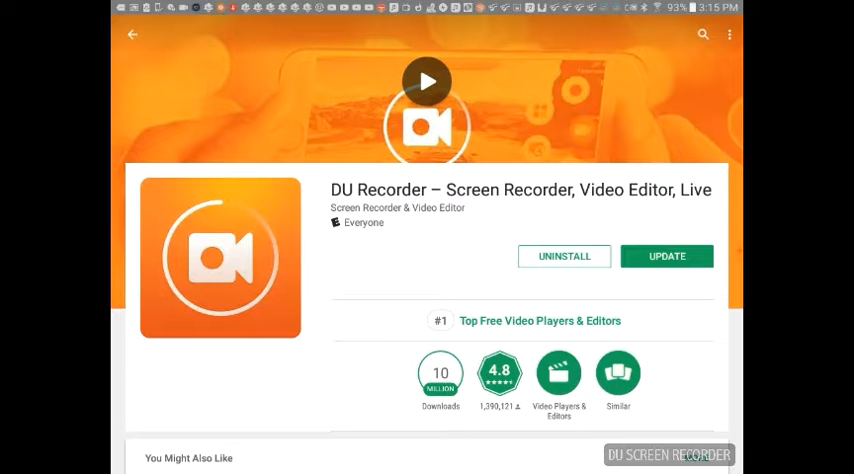 93% 3:15 PM
DU Recorder – Screen Recorder, Video Editor, Live
Screen Recorder & Video Editor
E Everyone
UNINSTALL
UPDATE
#1 Top Free Video Players & Editors
10
MILLION
Downloads
4.8
1,390,121
Video Players &
Editors
Similar
You Might Also Like
DU SCREEN RECORDER